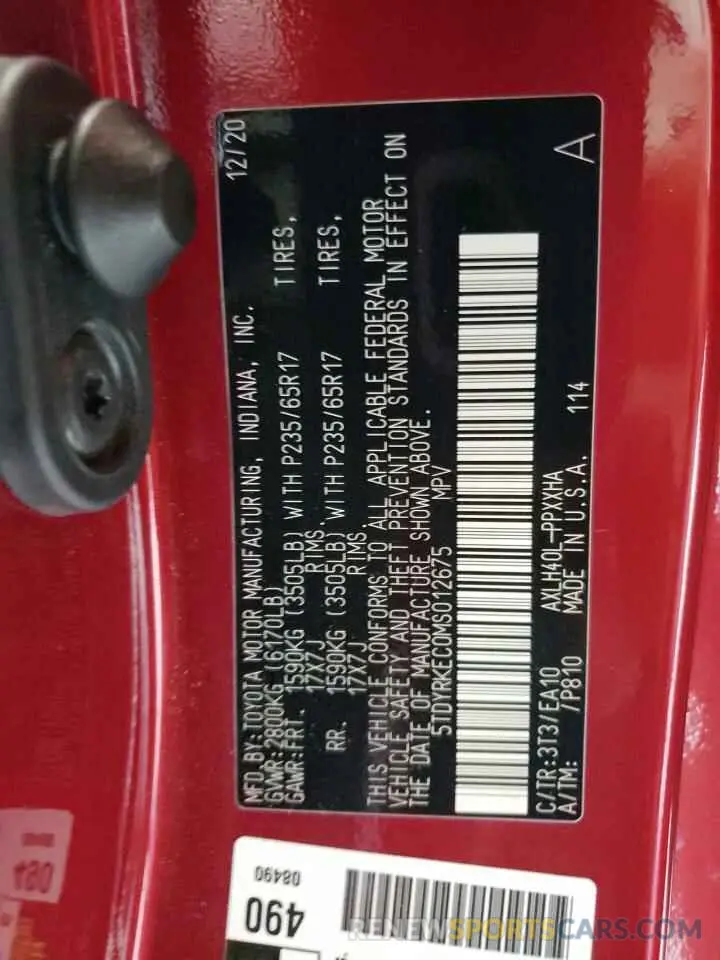 MFD.BY:TOYOTA MOTOR MANUFACTURING, INDIANA, INC. 12/20
GVWR:2800KG (6170LB)
GAWR:FRT. 1590KG (3505LB) WITH P235/65R17 TIRES,
17X7J RIMS.
RR. 1590KG (3505LB) WITH P235/65R17 TIRES,
17X7J RIMS.
THIS VEHICLE CONFORMS TO ALL APPLICABLE FEDERAL MOTOR
VEHICLE SAFETY AND THEFT PREVENTION STANDARDS IN EFFECT ON
THE DATE OF MANUFACTURE SHOWN ABOVE.
5TDYRKEC0MS012675 MPV
C/TR:3T3/EA10 AXLH40L-PPXXHA
A/TM: /P810 MADE IN U.S.A. 114 A
08490
490
RENEWSPORTSCARS.COM